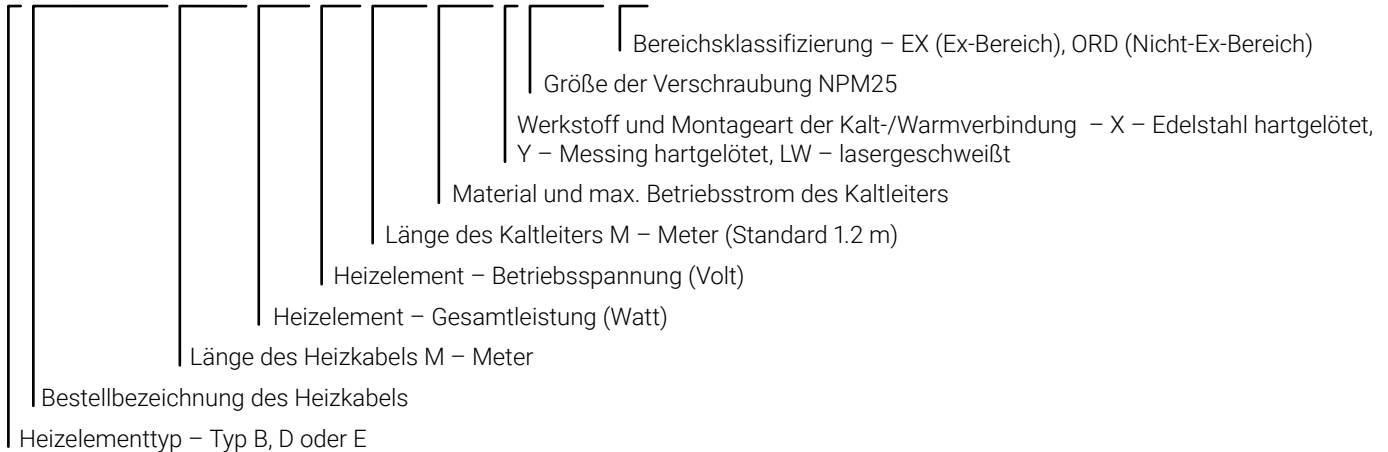 Bereichsklassifizierung – EX (Ex-Bereich), ORD (Nicht-Ex-Bereich)
Größe der Verschraubung NPM25
Werkstoff und Montageart der Kalt-/Warmverbindung – X – Edelstahl hartgelötet,
Y – Messing hartgelötet, LW – lasergeschweißt
Material und max. Betriebsstrom des Kaltleiters
Länge des Kaltleiters M – Meter (Standard 1.2 m)
Heizelement – Betriebsspannung (Volt)
Heizelement – Gesamtleistung (Watt)
Länge des Heizkabels M – Meter
Bestellbezeichnung des Heizkabels
Heizelementtyp – Typ B, D oder E